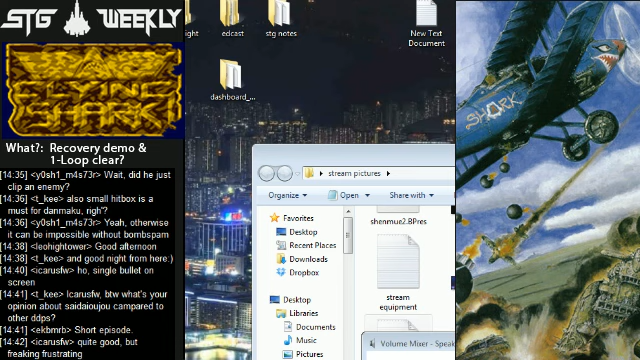 STG WEEKLY
FLYING
SHARK
What?: Recovery demo &
1-Loop clear?
[14:35] <y0sh1_m4s73r> Wait, did he just
clip an enemy?
[14:36] <t_kee> also small hitbox is a
must for danmaku, righ"?
[14:36] <y0sh1_m4s73r> Yeah, otherwise
it can be impossible without bombspam
[14:38] <leohightower> Good afternoon
[14:38] <t_kee> and good night from here:)
[14:40] <icarusfw> ho, single bullet on
screen
[14:41] <t_kee> Icarusfw, btw what's your
opinion about saidaioujou campared to
other ddps?
[14:41] <ekbmrb> Short episode.
[14:42] <icarusfw> quite good, but
freaking frustrating
ight
edcast
stg notes
New Text
Document
dashboard_...
stream pictures
Organize
Open
Share with
Favorites
Desktop
Recent Places
Downloads
Dropbox
Desktop
Libraries
Documents
Music
Pictures
shenmue2.BPres
stream
equipment
Volume Mixer - Speak
SHARK